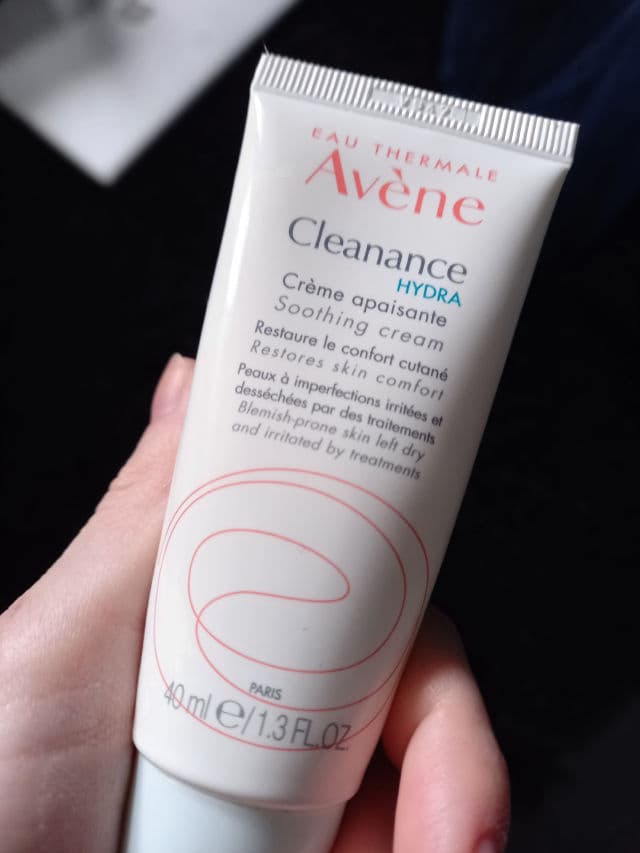 EAU THERMALE
Avène
Cleanance
HYDRA
Crème apaisante
Soothing cream
Restaure le confort cutané
Restores skin comfort
Peaux à imperfections irritées et
desséchées par des traitements
Blemish-prone skin left dry
and irritated by treatments
PARIS
40 ml e/1.3 FL.OZ.